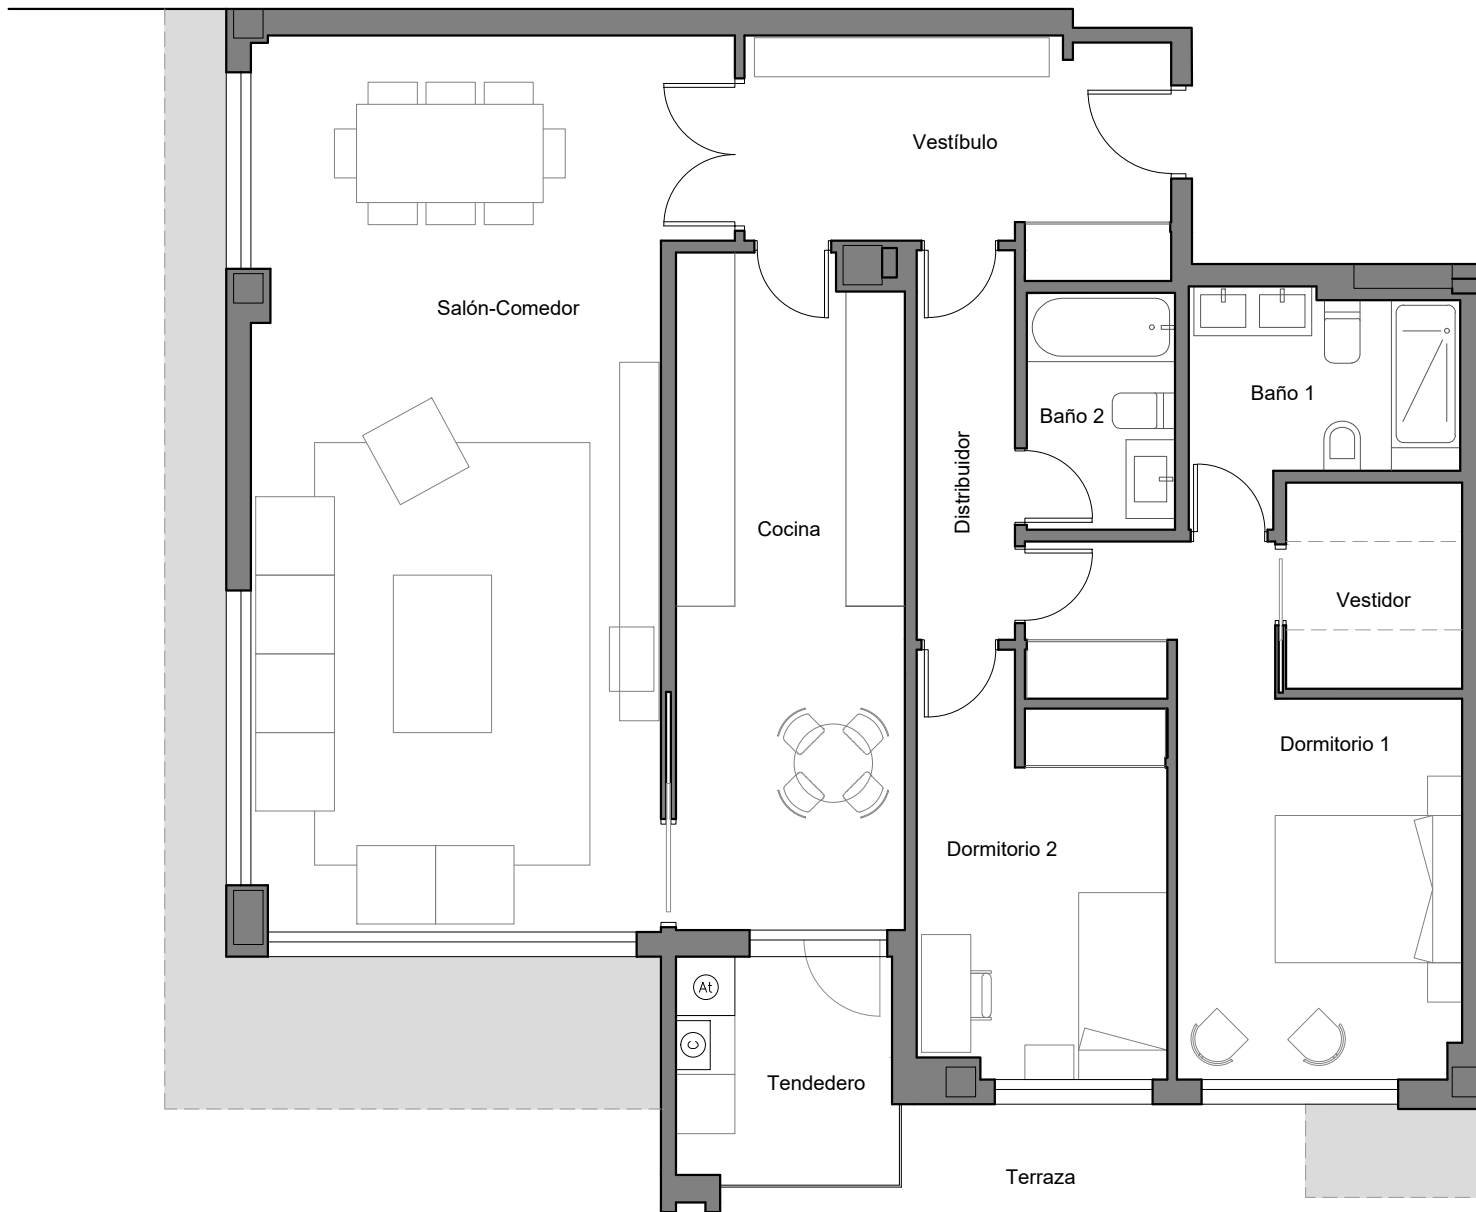 Vestíbulo
Salón-Comedor
Baño 1
Baño 2
Distribuidor
Cocina
Vestidor
Dormitorio 1
Dormitorio 2
At
C
Tendedero
Terraza